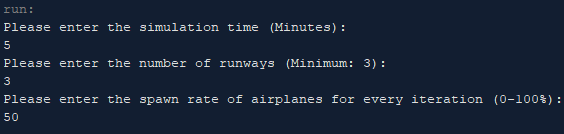 run:
Please enter the simulation time (Minutes):
5
Please enter the number of runways (Minimum: 3):
3
Please enter the spawn rate of airplanes for every iteration (0-100%):
50